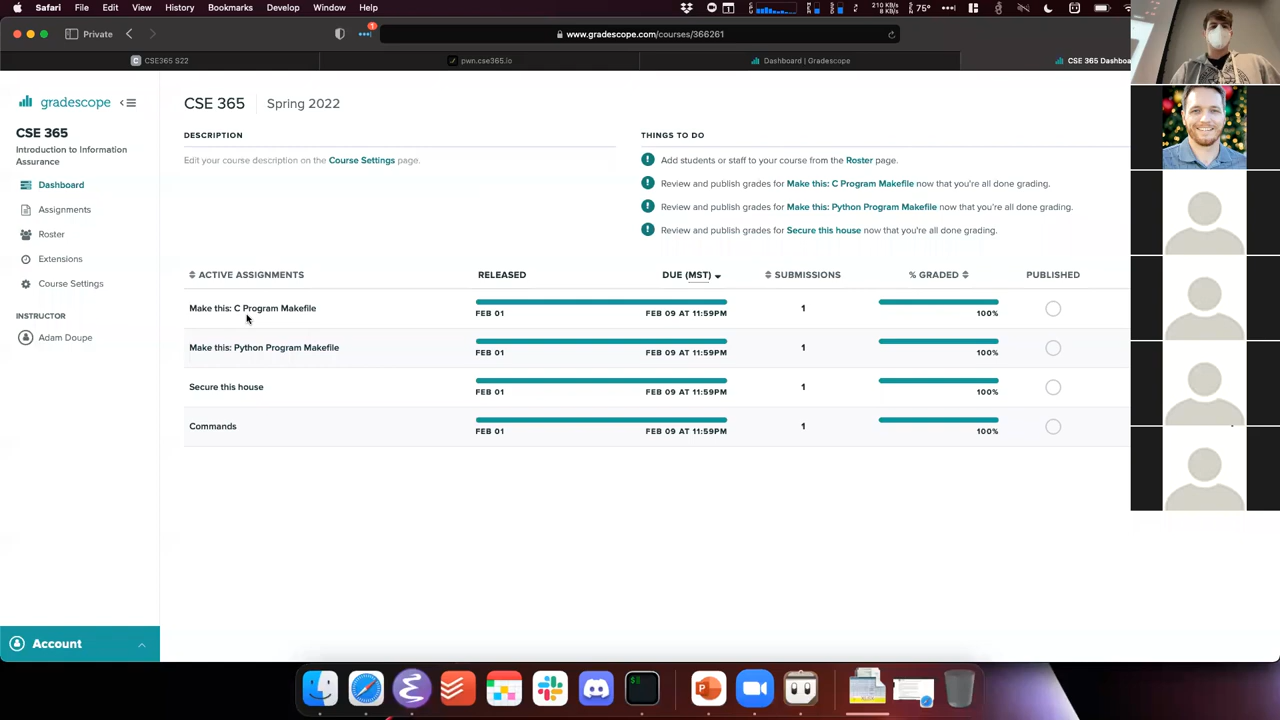 Safari File Edit View History Bookmarks Develop Window Help
210 B/s
8 KB/s
75°
Private
1
www.gradescope.com/courses/366261
C CSE365 S22
pwn.cse365.io
Dashboard | Gradescope
CSE 365 Dashboa
gradescope
CSE 365
Introduction to Information
Assurance
Dashboard
Assignments
Roster
Extensions
Course Settings
INSTRUCTOR
Adam Doupe
Account
CSE 365 Spring 2022
DESCRIPTION
Edit your course description on the Course Settings page.
THINGS TO DO
Add students or staff to your course from the Roster page.
Review and publish grades for Make this: C Program Makefile now that you're all done grading.
Review and publish grades for Make this: Python Program Makefile now that you're all done grading.
Review and publish grades for Secure this house now that you're all done grading.
ACTIVE ASSIGNMENTS RELEASED DUE (MST) SUBMISSIONS % GRADED PUBLISHED
Make this: C Program Makefile FEB 01 FEB 09 AT 11:59PM 1 100%
Make this: Python Program Makefile FEB 01 FEB 09 AT 11:59PM 1 100%
Secure this house FEB 01 FEB 09 AT 11:59PM 1 100%
Commands FEB 01 FEB 09 AT 11:59PM 1 100%